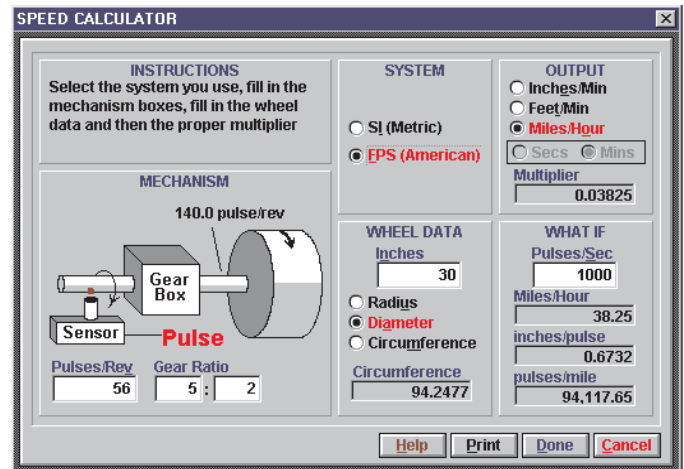 SPEED CALCULATOR
INSTRUCTIONS
Select the system you use, fill in the
mechanism boxes, fill in the wheel
data and then the proper multiplier
SYSTEM
SI (Metric)
FPS (American)
OUTPUT
Inches/Min
Feet/Min
Miles/Hour
Secs Mins
Multiplier
0.03825
MECHANISM
140.0 pulse/rev
Gear
Box
Sensor
Pulse
Pulses/Rev
56
Gear Ratio
5 : 2
WHEEL DATA
Inches
30
Radius
Diameter
Circumference
Circumference
94.2477
WHAT IF
Pulses/Sec
1000
Miles/Hour
38.25
inches/pulse
0.6732
pulses/mile
94,117.65
Help Print Done Cancel